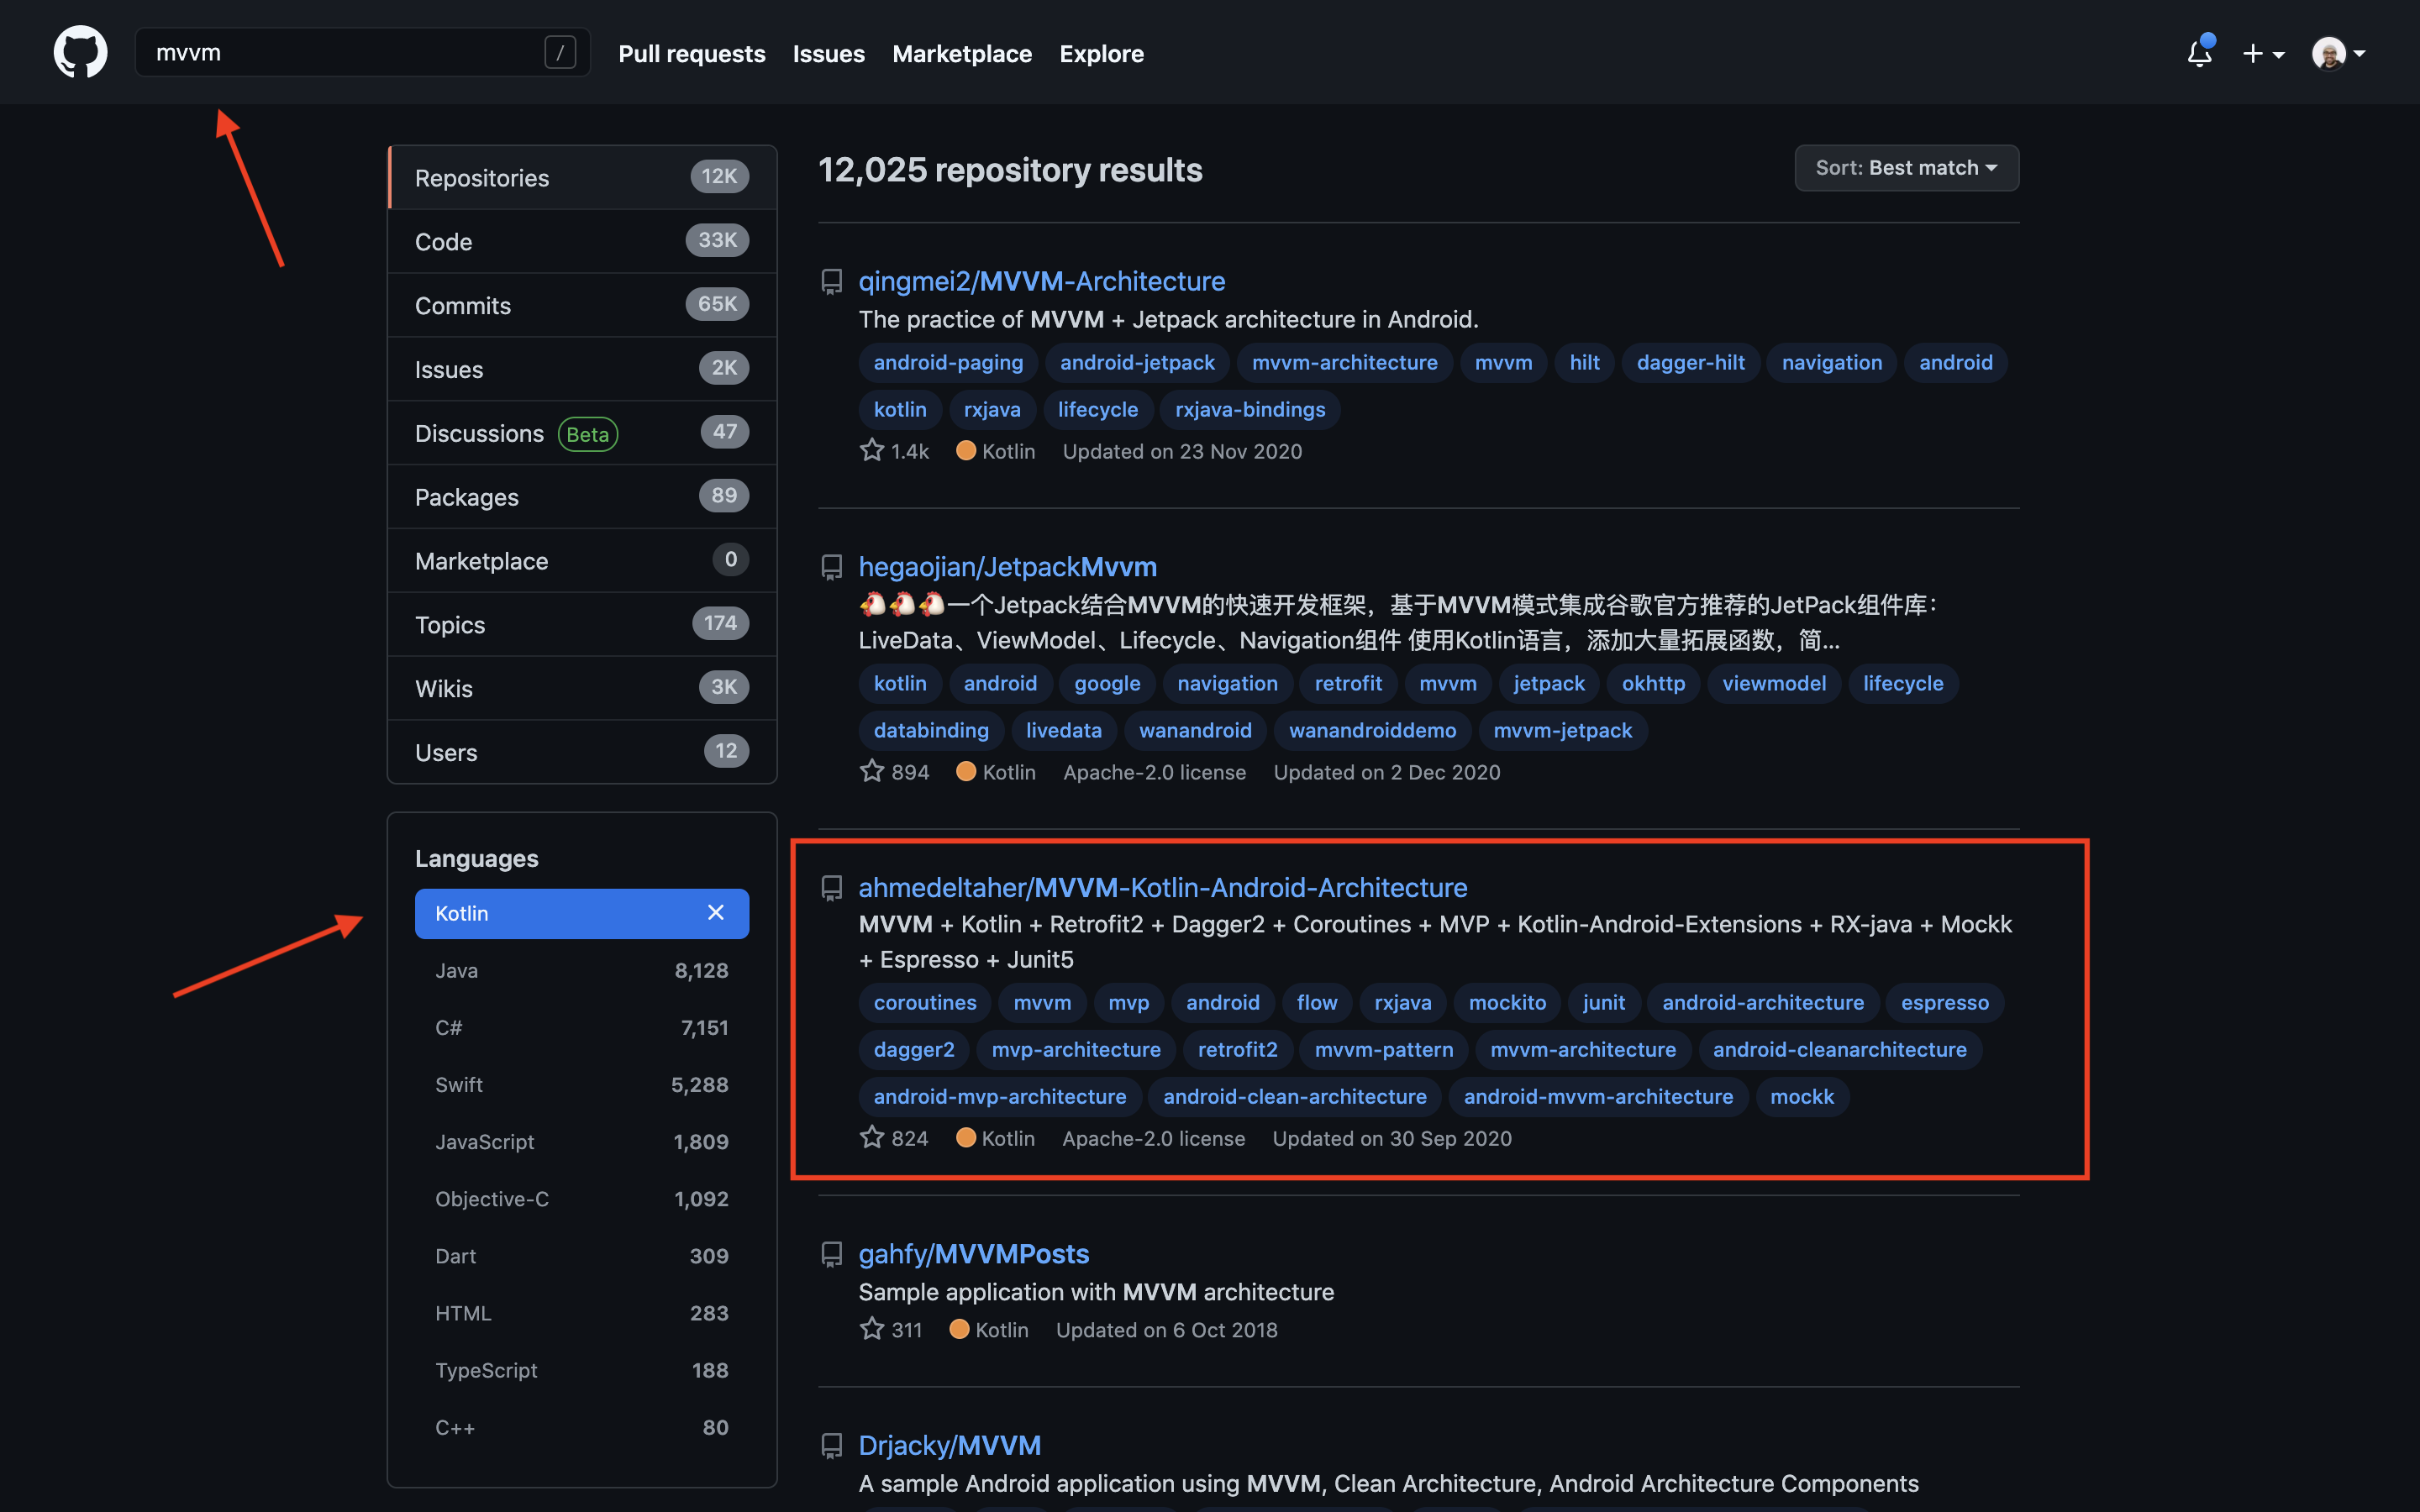 mvvm /
Pull requests Issues Marketplace Explore
Repositories 12K
Code 33K
Commits 65K
Issues 2K
Discussions Beta 47
Packages 89
Marketplace 0
Topics 174
Wikis 3K
Users 12
Languages
Kotlin
Java 8,128
C# 7,151
Swift 5,288
JavaScript 1,809
Objective-C 1,092
Dart 309
HTML 283
TypeScript 188
C++ 80
12,025 repository results
Sort: Best match
qingmei2/MVVM-Architecture
The practice of MVVM + Jetpack architecture in Android.
android-paging android-jetpack mvvm-architecture mvvm hilt dagger-hilt navigation android
kotlin rxjava lifecycle rxjava-bindings
1.4k Kotlin Updated on 23 Nov 2020
hegaojian/JetpackMvvm
🐔🐔🐔一个Jetpack结合MVVM的快速开发框架，基于MVVM模式集成谷歌官方推荐的JetPack组件库：
LiveData、ViewModel、Lifecycle、Navigation组件 使用Kotlin语言，添加大量拓展函数，简...
kotlin android google navigation retrofit mvvm jetpack okhttp viewmodel lifecycle
databinding livedata wanandroid wanandroiddemo mvvm-jetpack
894 Kotlin Apache-2.0 license Updated on 2 Dec 2020
ahmedeltaher/MVVM-Kotlin-Android-Architecture
MVVM + Kotlin + Retrofit2 + Dagger2 + Coroutines + MVP + Kotlin-Android-Extensions + RX-java + Mockk
+ Espresso + Junit5
coroutines mvvm mvp android flow rxjava mockito junit android-architecture espresso
dagger2 mvp-architecture retrofit2 mvvm-pattern mvvm-architecture android-cleanarchitecture
android-mvp-architecture android-clean-architecture android-mvvm-architecture mockk
824 Kotlin Apache-2.0 license Updated on 30 Sep 2020
gahfy/MVVMPosts
Sample application with MVVM architecture
311 Kotlin Updated on 6 Oct 2018
Drjacky/MVVM
A sample Android application using MVVM, Clean Architecture, Android Architecture Components